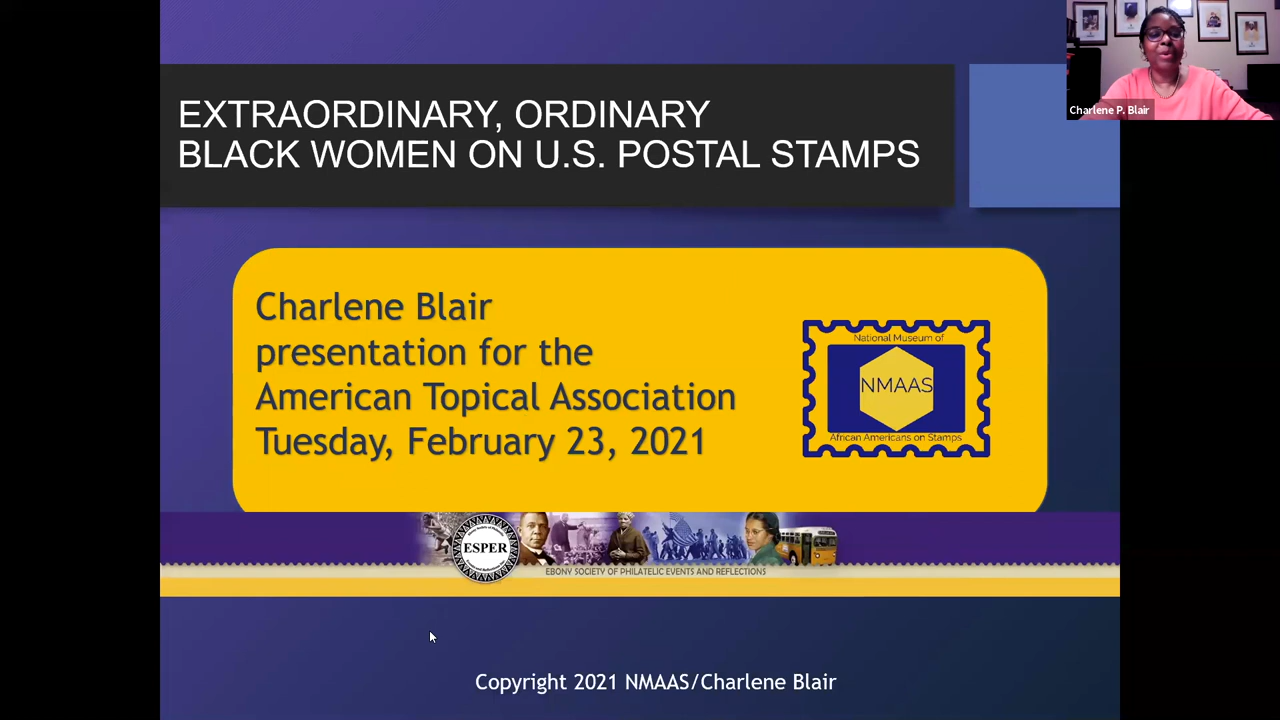 Charlene P. Blair
EXTRAORDINARY, ORDINARY
BLACK WOMEN ON U.S. POSTAL STAMPS
Charlene Blair
presentation for the
American Topical Association
Tuesday, February 23, 2021
National Museum of
NMAAS
African Americans on Stamps
ESPER
EBONY SOCIETY OF PHILATELIC EVENTS AND REFLECTIONS
Copyright 2021 NMAAS/Charlene Blair